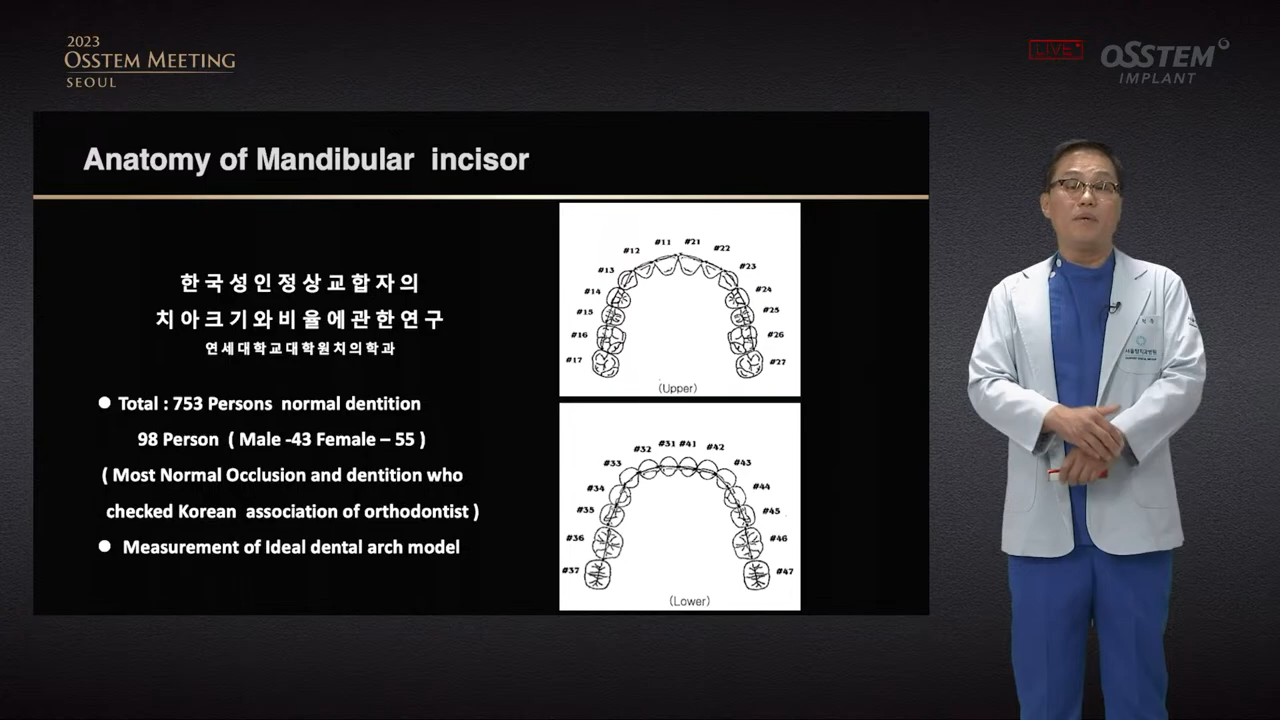 2023
OSSTEM MEETING
SEOUL
LIVE
OSSTEM
IMPLANT
Anatomy of Mandibular incisor
한국성인정상교합자의
치아크기와비율에관한연구
연세대학교대학원치의학과
● Total : 753 Persons normal dentition
98 Person ( Male -43 Female – 55 )
( Most Normal Occlusion and dentition who
checked Korean association of orthodontist )
● Measurement of Ideal dental arch model
#11 #21
#12 #22
#13 #23
#14 #24
#15 #25
#16 #26
#17 #27
(Upper)
#31 #41
#32 #42
#33 #43
#34 #44
#35 #45
#36 #46
#37 #47
(Lower)